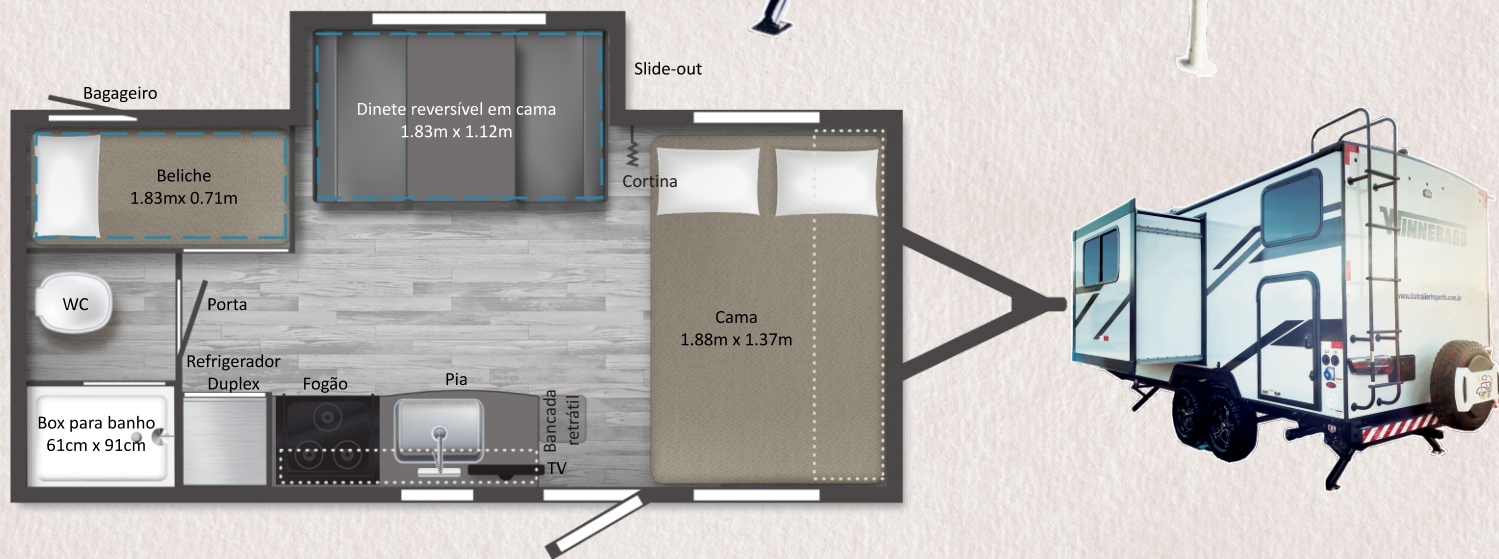 Slide-out
Bagageiro
Dinete reversível em cama
1.83m x 1.12m
Beliche
1.83mx 0.71m
Cortina
WC
Porta
Cama
1.88m x 1.37m
Refrigerador
Duplex
Fogão
Pia
Bancada
retrátil
Box para banho
61cm x 91cm
TV
WINNEBAGO